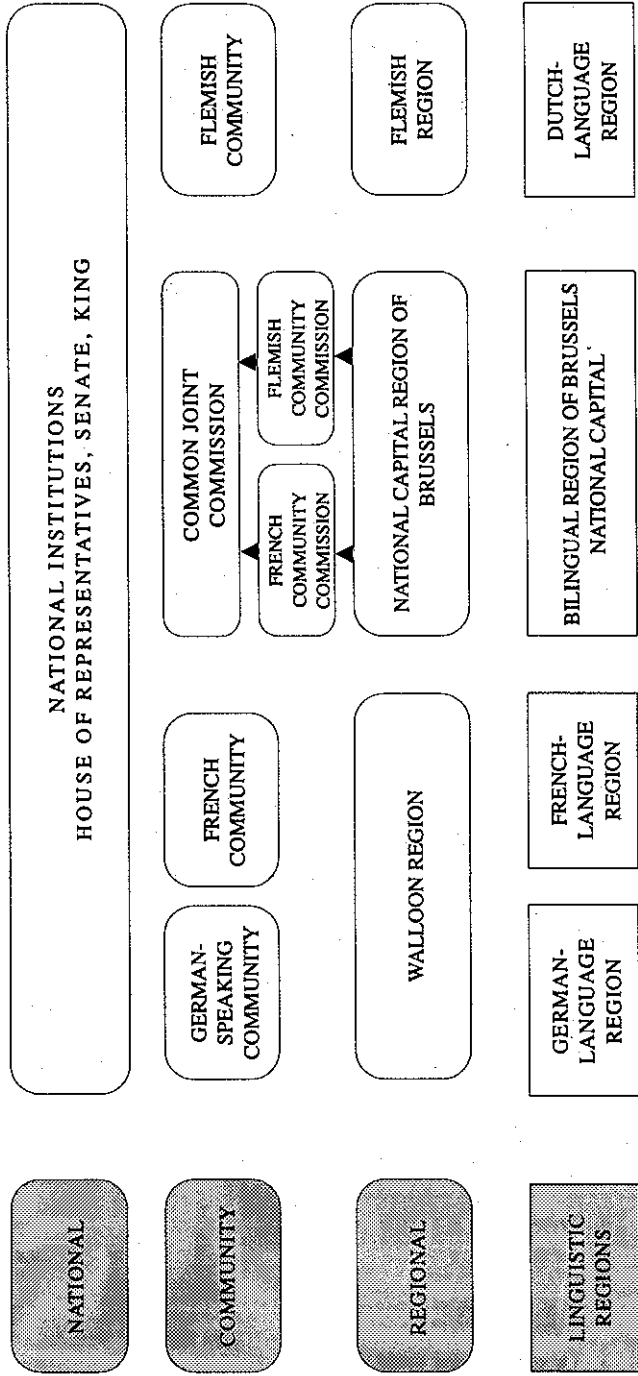 NATIONAL
NATIONAL INSTITUTIONS
HOUSE OF REPRESENTATIVES, SENATE, KING
COMMUNITY
GERMAN-
SPEAKING
COMMUNITY
FRENCH
COMMUNITY
COMMON JOINT
COMMISSION
FRENCH
COMMUNITY
COMMISSION
FLEMISH
COMMUNITY
COMMISSION
FLEMISH
COMMUNITY
REGIONAL
WALLOON REGION
NATIONAL CAPITAL REGION OF
BRUSSELS
FLEMISH
REGION
LINGUISTIC
REGIONS
GERMAN-
LANGUAGE
REGION
FRENCH-
LANGUAGE
REGION
BILINGUAL REGION OF BRUSSELS
NATIONAL CAPITAL
DUTCH-
LANGUAGE
REGION